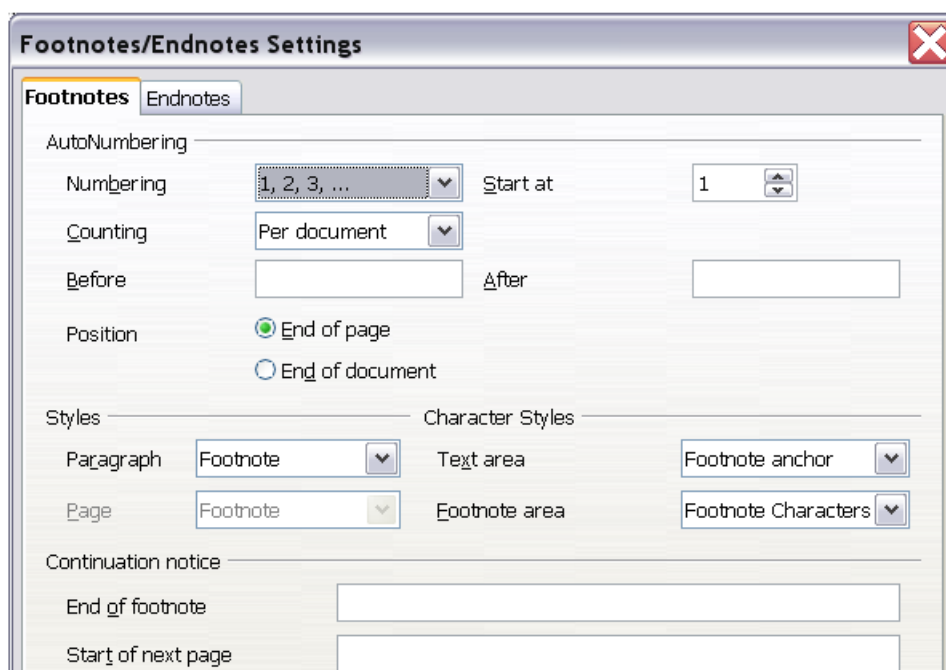 Footnotes/Endnotes Settings
Footnotes Endnotes
AutoNumbering
Numbering 1, 2, 3, ... Start at 1
Counting Per document
Before After
Position End of page
End of document
Styles Character Styles
Paragraph Footnote Text area Footnote anchor
Page Footnote Footnote area Footnote Characters
Continuation notice
End of footnote
Start of next page